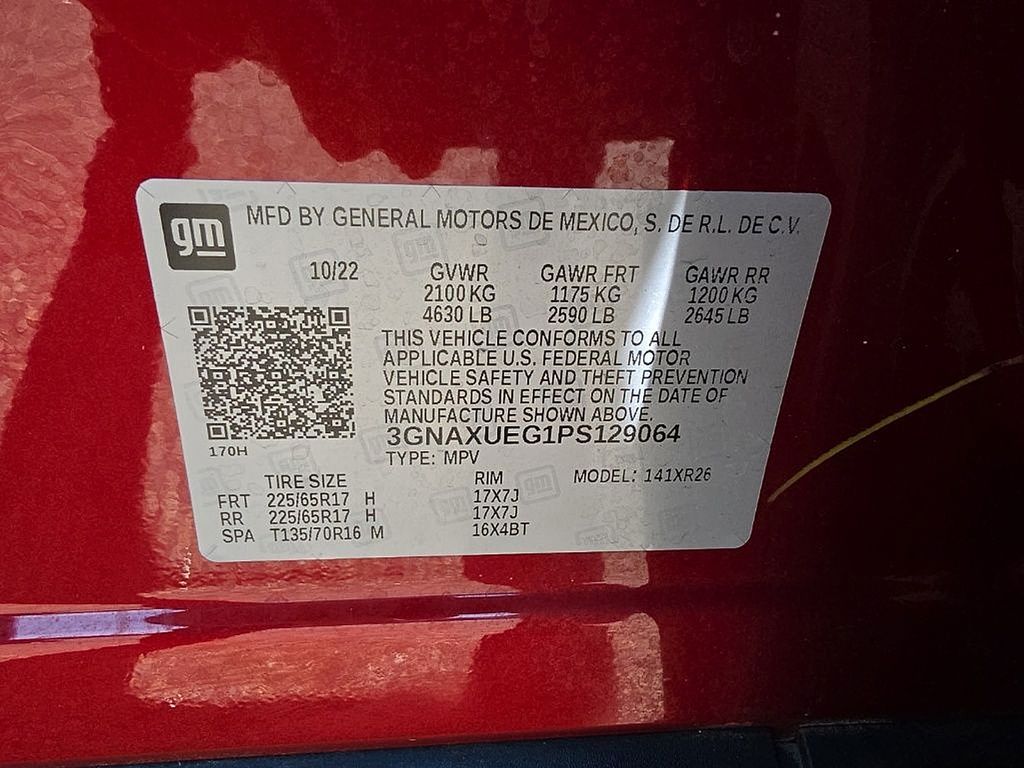 gm
MFD BY GENERAL MOTORS DE MEXICO, S. DE R.L. DE C.V.
10/22 GVWR GAWR FRT GAWR RR
2100 KG 1175 KG 1200 KG
4630 LB 2590 LB 2645 LB
THIS VEHICLE CONFORMS TO ALL
APPLICABLE U.S. FEDERAL MOTOR
VEHICLE SAFETY AND THEFT PREVENTION
STANDARDS IN EFFECT ON THE DATE OF
MANUFACTURE SHOWN ABOVE.
3GNAXUEG1PS129064
170H
TYPE: MPV
TIRE SIZE RIM MODEL: 141XR26
FRT 225/65R17 H 17X7J
RR 225/65R17 H 17X7J
SPA T135/70R16 M 16X4BT